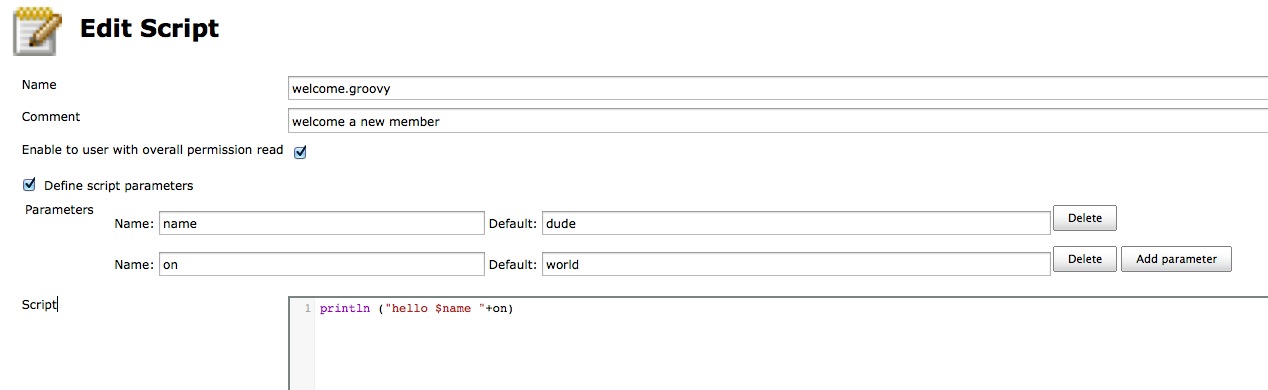 Edit Script
Name welcome.groovy
Comment welcome a new member
Enable to user with overall permission read
Define script parameters
Parameters
Name: name Default: dude Delete
Name: on Default: world Delete Add parameter
Script
1 println ("hello $name "+on)